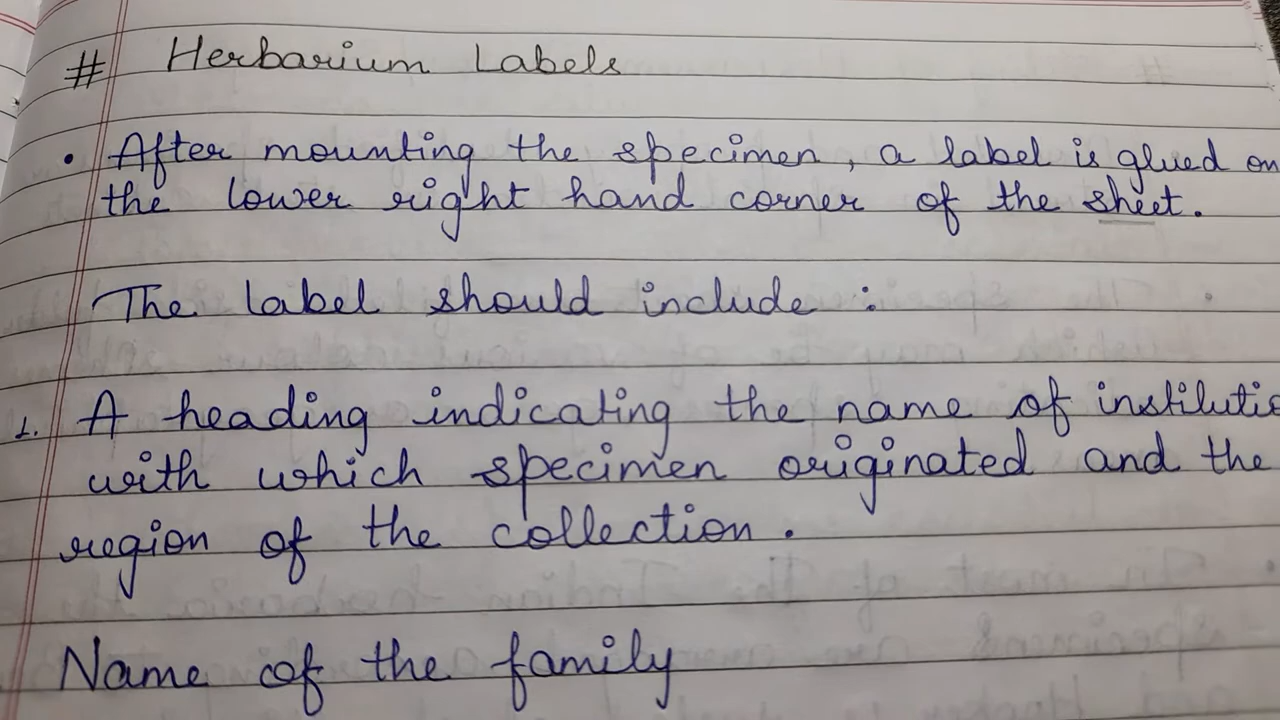 # Herbarium Labels
• After mounting the specimen, a label is glued on
the lower right hand corner of the sheet.
The label should include :
1. A heading indicating the name of institutio
with which specimen originated and the
region of the collection.
Name of the family